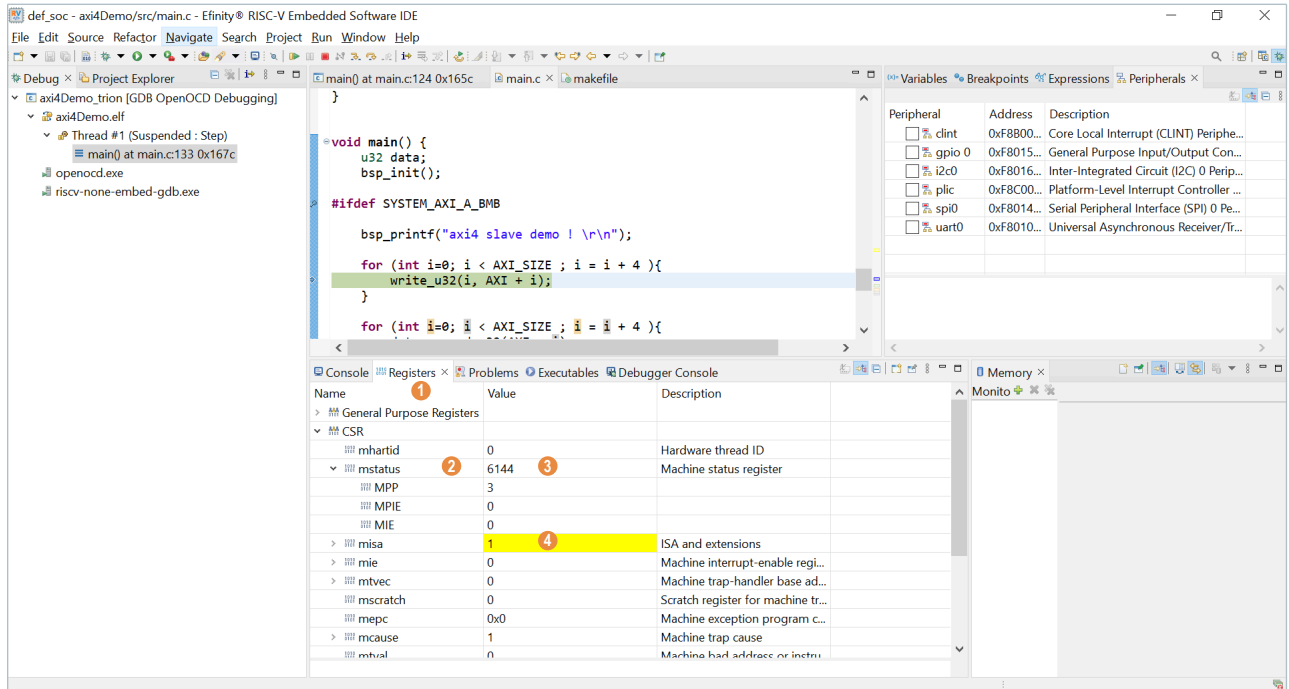 def_soc - axi4Demo/src/main.c - Efinity® RISC-V Embedded Software IDE
File Edit Source Refactor Navigate Search Project Run Window Help
Debug Project Explorer
axi4Demo_trion [GDB OpenOCD Debugging]
axi4Demo.elf
Thread #1 (Suspended : Step)
main() at main.c:133 0x167c
openocd.exe
riscv-none-embed-gdb.exe
main() at main.c:124 0x165c main.c makefile
}
void main() {
u32 data;
bsp_init();
#ifdef SYSTEM_AXI_A_BMB
bsp_printf("axi4 slave demo ! \r\n");
for (int i=0; i < AXI_SIZE ; i = i + 4 ){
write_u32(i, AXI + i);
}
for (int i=0; i < AXI_SIZE ; i = i + 4 ){
Variables Breakpoints Expressions Peripherals
Peripheral Address Description
clint 0xF8B00... Core Local Interrupt (CLINT) Periphe...
gpio 0 0xF8015... General Purpose Input/Output Con...
i2c0 0xF8016... Inter-Integrated Circuit (I2C) 0 Perip...
plic 0xF8C00... Platform-Level Interrupt Controller ...
spi0 0xF8014... Serial Peripheral Interface (SPI) 0 Pe...
uart0 0xF8010... Universal Asynchronous Receiver/Tr...
Console Registers Problems Executables Debugger Console
1
Name Value Description
General Purpose Registers
CSR
mhartid 0 Hardware thread ID
mstatus 2 6144 3 Machine status register
MPP 3
MPIE 0
MIE 0
misa 1 4 ISA and extensions
mie 0 Machine interrupt-enable regi...
mtvec 0 Machine trap-handler base ad...
mscratch 0 Scratch register for machine tr...
mepc 0x0 Machine exception program c...
mcause 1 Machine trap cause
mtval 0 Machine bad address or instru
Memory
Monito